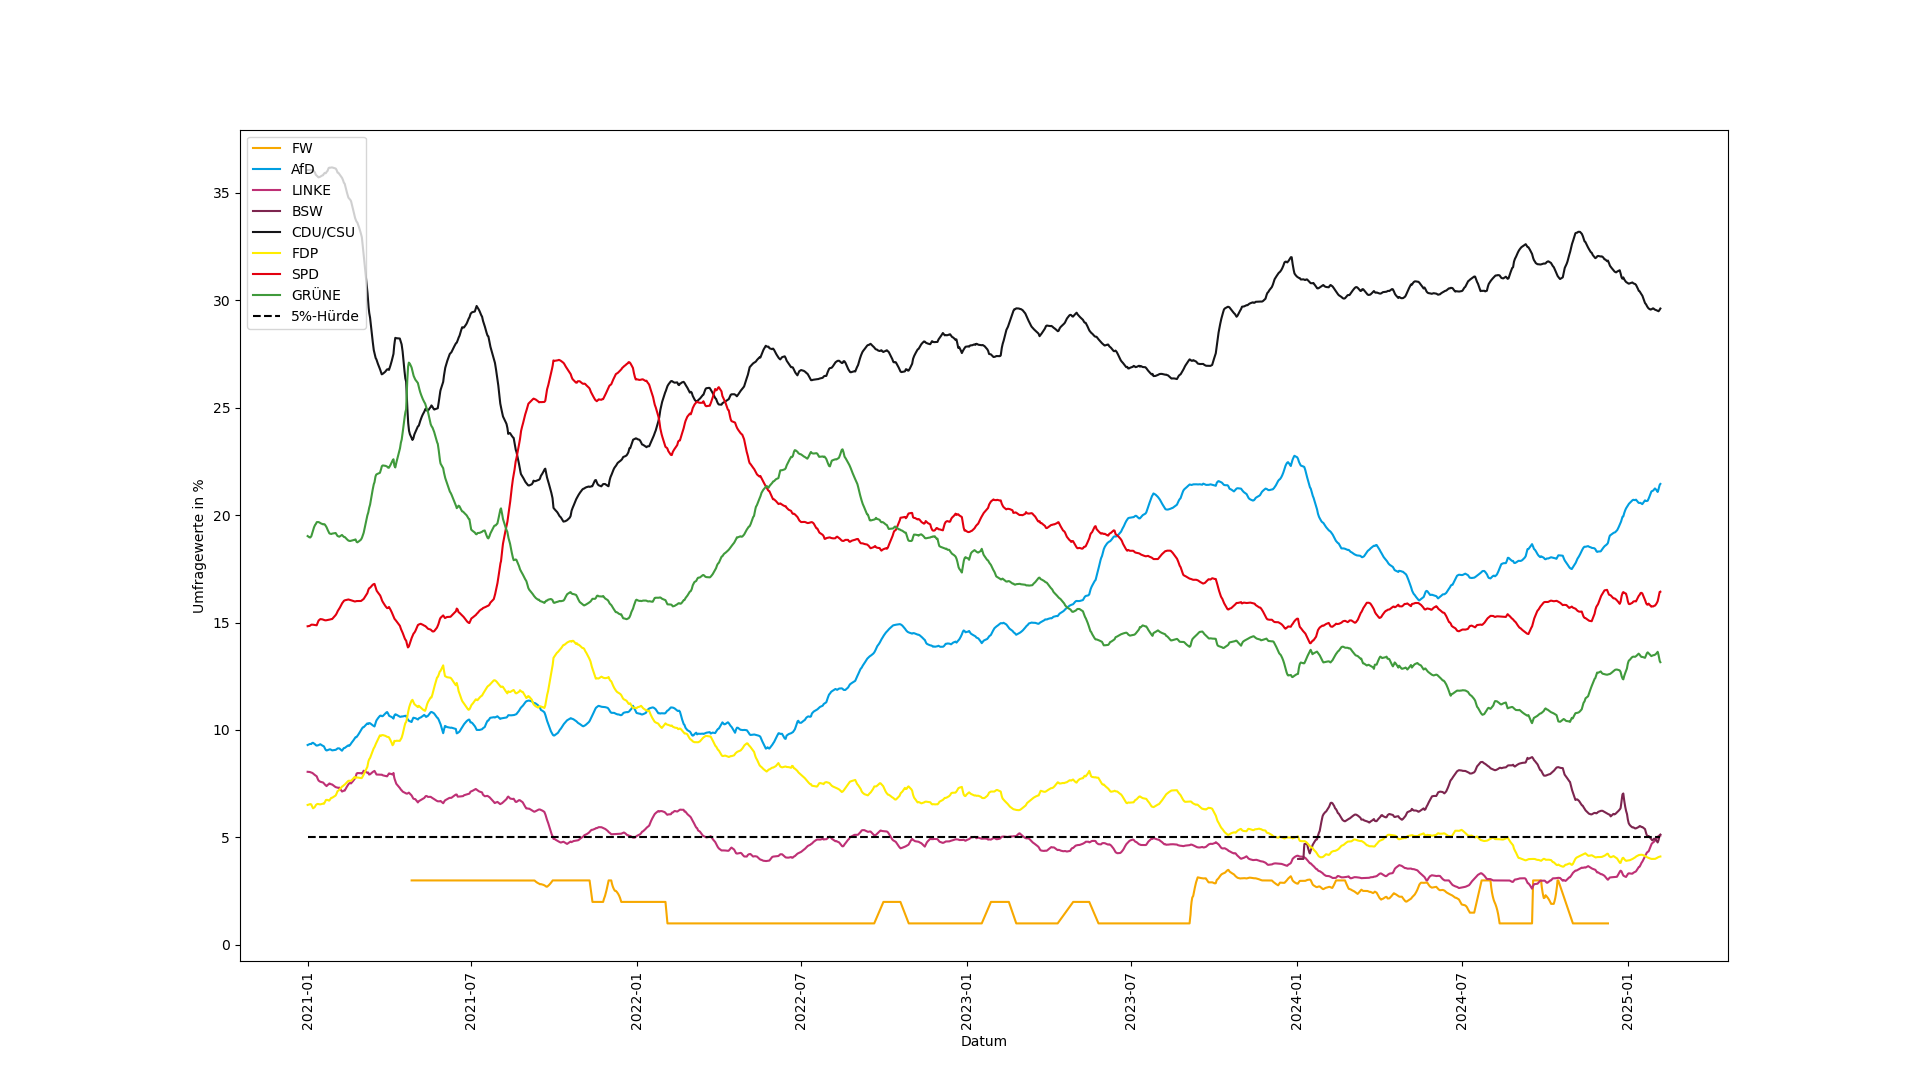 FW
AfD
LINKE
BSW
CDU/CSU
FDP
SPD
GRÜNE
5%-Hürde
35
30
25
20
15
10
5
0
Umfragewerte in %
2021-01
2021-07
2022-01
2022-07
2023-01
2023-07
2024-01
2024-07
2025-01
Datum